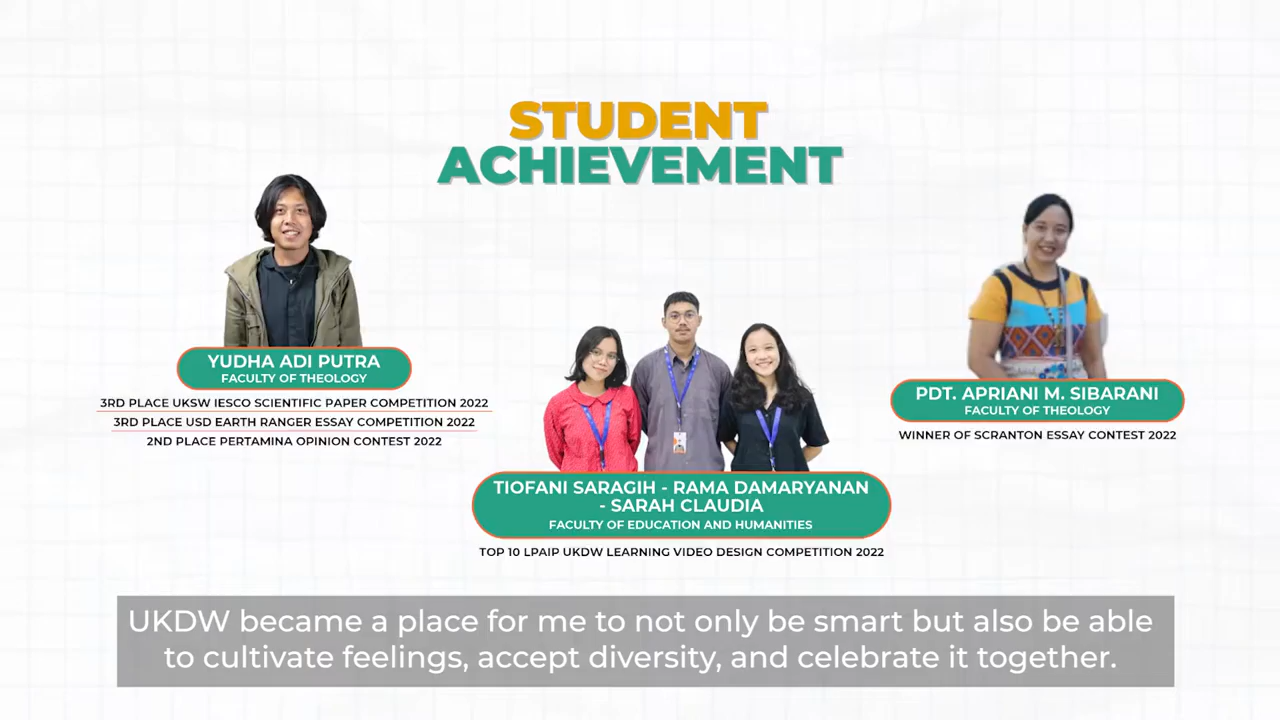 STUDENT
ACHIEVEMENT
YUDHA ADI PUTRA
FACULTY OF THEOLOGY
3RD PLACE UKSW IESCO SCIENTIFIC PAPER COMPETITION 2022
3RD PLACE USD EARTH RANGER ESSAY COMPETITION 2022
2ND PLACE PERTAMINA OPINION CONTEST 2022
TIOFANI SARAGIH - RAMA DAMARYANAN
- SARAH CLAUDIA
FACULTY OF EDUCATION AND HUMANITIES
TOP 10 LPAIP UKDW LEARNING VIDEO DESIGN COMPETITION 2022
PDT. APRIANI M. SIBARANI
FACULTY OF THEOLOGY
WINNER OF SCRANTON ESSAY CONTEST 2022
UKDW became a place for me to not only be smart but also be able
to cultivate feelings, accept diversity, and celebrate it together.